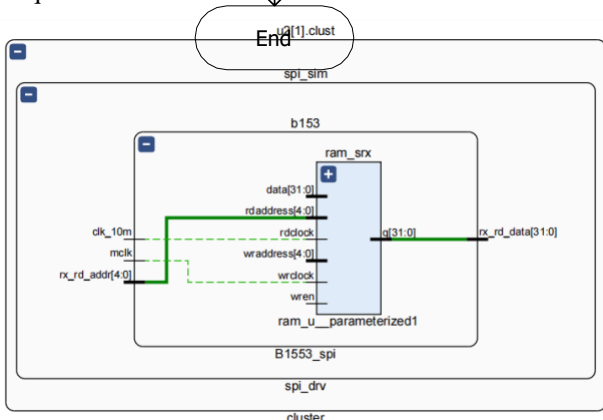 End
u2[1].clust
spi_sim
b153
ram_srx
data[31:0]
rdaddress[4:0]
clk_10m
rdclock
q[31:0]
rx_rd_data[31:0]
mclk
wraddress[4:0]
rx_rd_addr[4:0]
wrclock
wren
ram_u__parameterized1
B1553_spi
spi_drv
cluster